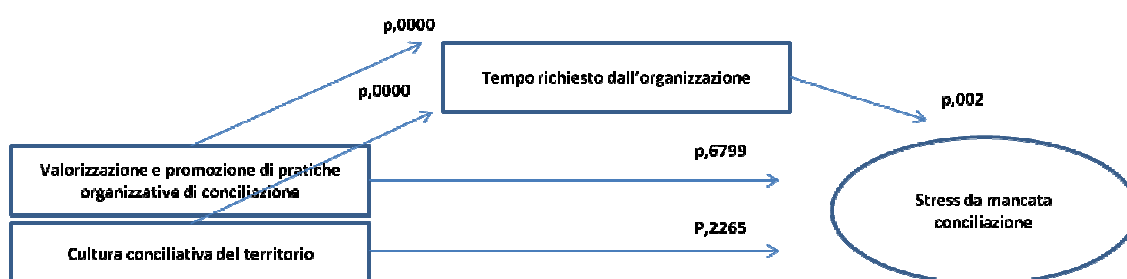 p,0000
Tempo richiesto dall'organizzazione
p,0000
p,002
Valorizzazione e promozione di pratiche
organizzative di conciliazione
p,6799
Stress da mancata
conciliazione
P,2265
Cultura conciliativa del territorio